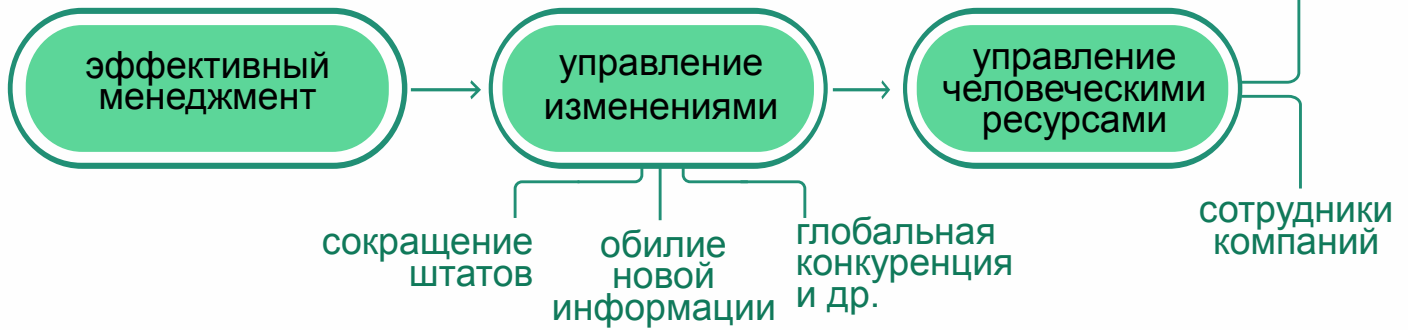 эффективный
менеджмент
управление
изменениями
управление
человеческими
ресурсами
сокращение
штатов
обилие
новой
информации
глобальная
конкуренция
и др.
сотрудники
компаний